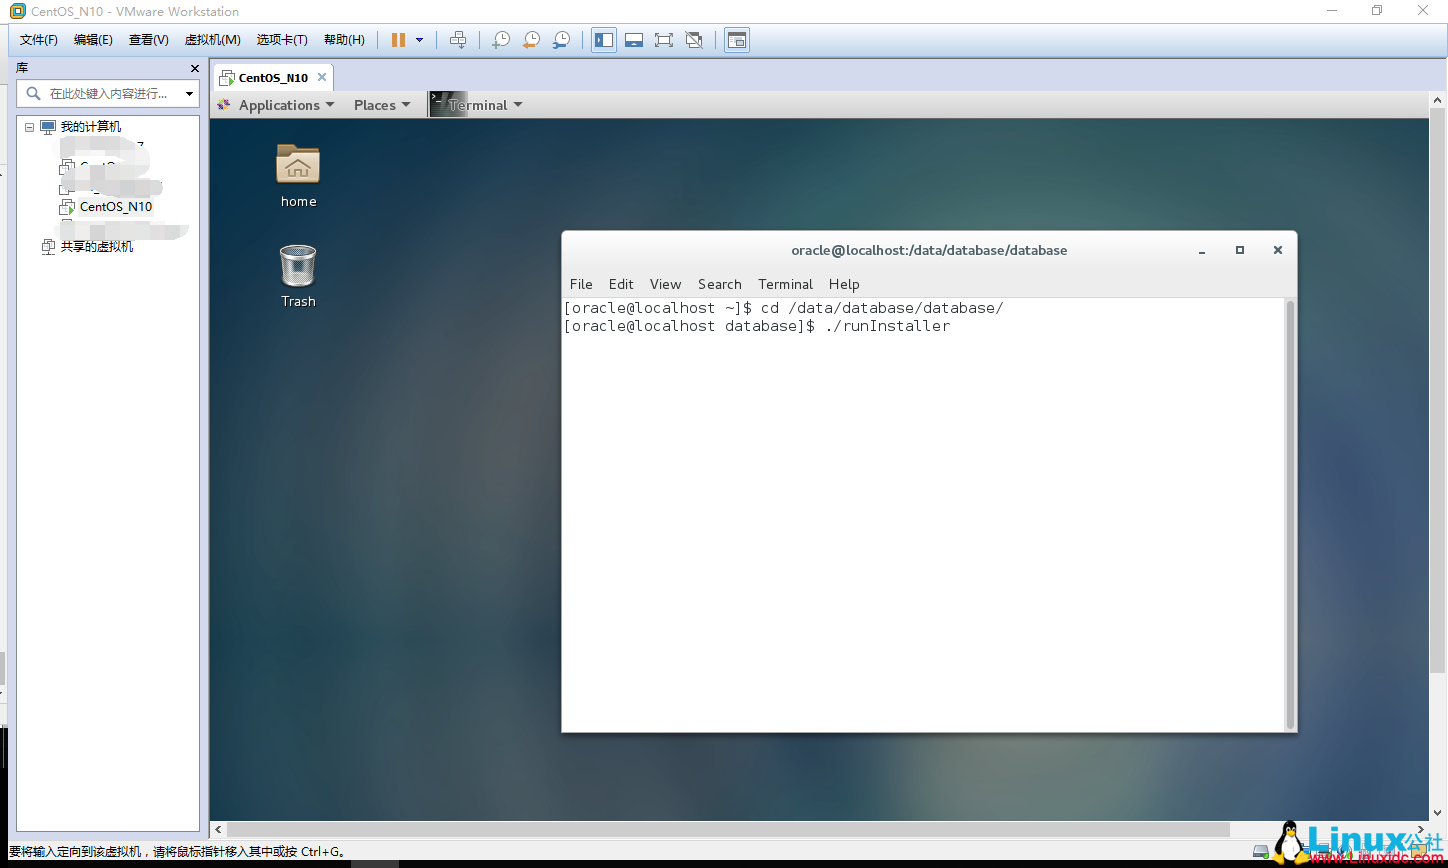 CentOS_N10 - VMware Workstation
文件(F) 编辑(E) 查看(V) 虚拟机(M) 选项卡(T) 帮助(H)
库
在此处键入内容进行...
我的计算机
CentOS_N10
共享的虚拟机
CentOS_N10
Applications Places Terminal
home
Trash
oracle@localhost:/data/database/database
File Edit View Search Terminal Help
[oracle@localhost ~]$ cd /data/database/database/
[oracle@localhost database]$ ./runInstaller
要将输入定向到该虚拟机，请将鼠标指针移入其中或按 Ctrl+G。
Linux公社
www.Linuxidc.com